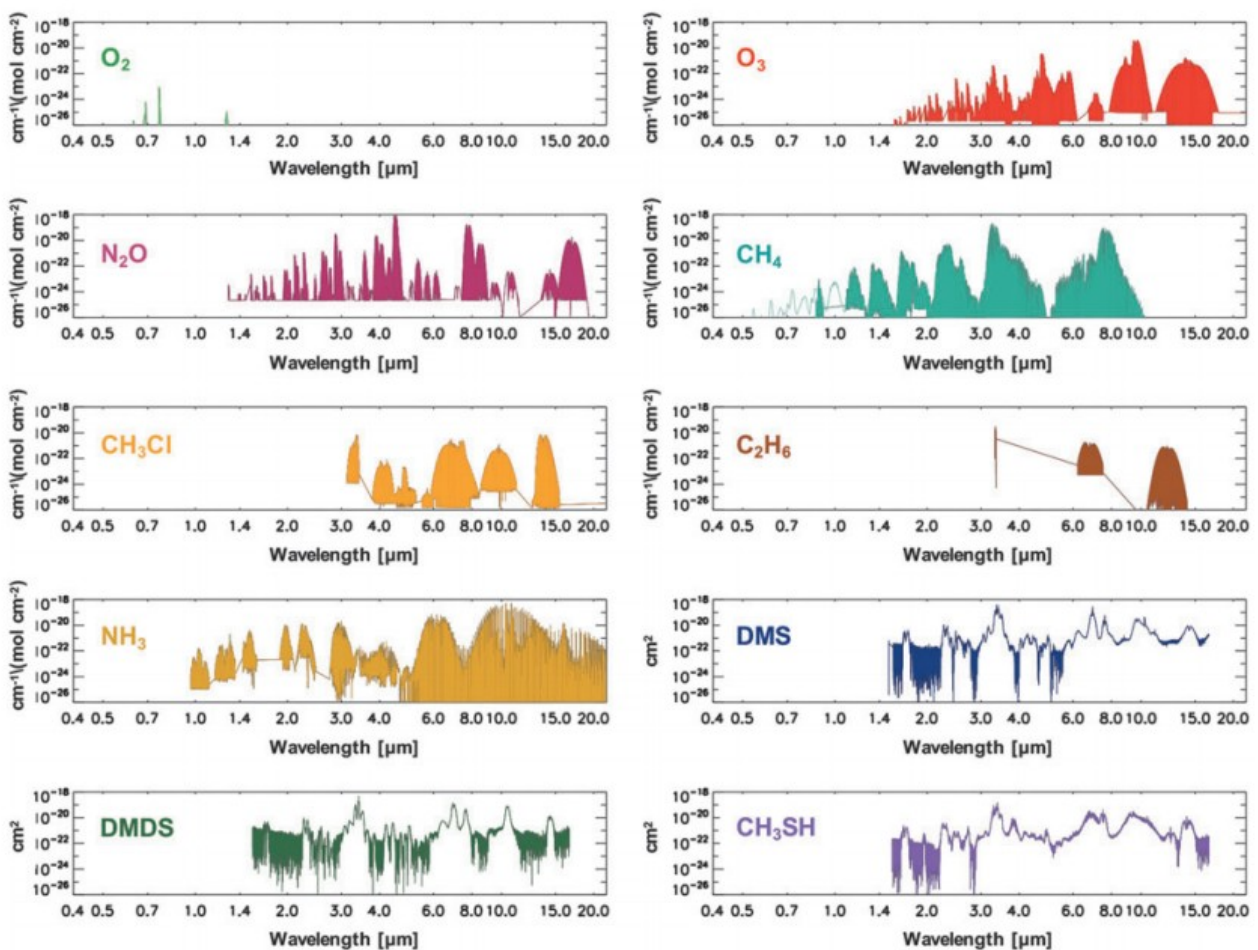 10⁻¹⁸
10⁻²⁰
10⁻²²
10⁻²⁴
10⁻²⁶
cm⁻¹\(mol cm⁻²)
O₂
0.4 0.5 0.7 1.0 1.4 2.0 3.0 4.0 6.0 8.0 10.0 15.0 20.0
Wavelength [µm]
10⁻¹⁸
10⁻²⁰
10⁻²²
10⁻²⁴
10⁻²⁶
cm⁻¹\(mol cm⁻²)
O₃
0.4 0.5 0.7 1.0 1.4 2.0 3.0 4.0 6.0 8.0 10.0 15.0 20.0
Wavelength [µm]
10⁻¹⁸
10⁻²⁰
10⁻²²
10⁻²⁴
10⁻²⁶
cm⁻¹\(mol cm⁻²)
N₂O
0.4 0.5 0.7 1.0 1.4 2.0 3.0 4.0 6.0 8.0 10.0 15.0 20.0
Wavelength [µm]
10⁻¹⁸
10⁻²⁰
10⁻²²
10⁻²⁴
10⁻²⁶
cm⁻¹\(mol cm⁻²)
CH₄
0.4 0.5 0.7 1.0 1.4 2.0 3.0 4.0 6.0 8.0 10.0 15.0 20.0
Wavelength [µm]
10⁻¹⁸
10⁻²⁰
10⁻²²
10⁻²⁴
10⁻²⁶
cm⁻¹\(mol cm⁻²)
CH₃Cl
0.4 0.5 0.7 1.0 1.4 2.0 3.0 4.0 6.0 8.0 10.0 15.0 20.0
Wavelength [µm]
10⁻¹⁸
10⁻²⁰
10⁻²²
10⁻²⁴
10⁻²⁶
cm⁻¹\(mol cm⁻²)
C₂H₆
0.4 0.5 0.7 1.0 1.4 2.0 3.0 4.0 6.0 8.0 10.0 15.0 20.0
Wavelength [µm]
10⁻¹⁸
10⁻²⁰
10⁻²²
10⁻²⁴
10⁻²⁶
cm⁻¹\(mol cm⁻²)
NH₃
0.4 0.5 0.7 1.0 1.4 2.0 3.0 4.0 6.0 8.0 10.0 15.0 20.0
Wavelength [µm]
10⁻¹⁸
10⁻²⁰
10⁻²²
10⁻²⁴
10⁻²⁶
cm²
DMS
0.4 0.5 0.7 1.0 1.4 2.0 3.0 4.0 6.0 8.0 10.0 15.0 20.0
Wavelength [µm]
10⁻¹⁸
10⁻²⁰
10⁻²²
10⁻²⁴
10⁻²⁶
cm²
DMDS
0.4 0.5 0.7 1.0 1.4 2.0 3.0 4.0 6.0 8.0 10.0 15.0 20.0
Wavelength [µm]
10⁻¹⁸
10⁻²⁰
10⁻²²
10⁻²⁴
10⁻²⁶
cm²
CH₃SH
0.4 0.5 0.7 1.0 1.4 2.0 3.0 4.0 6.0 8.0 10.0 15.0 20.0
Wavelength [µm]